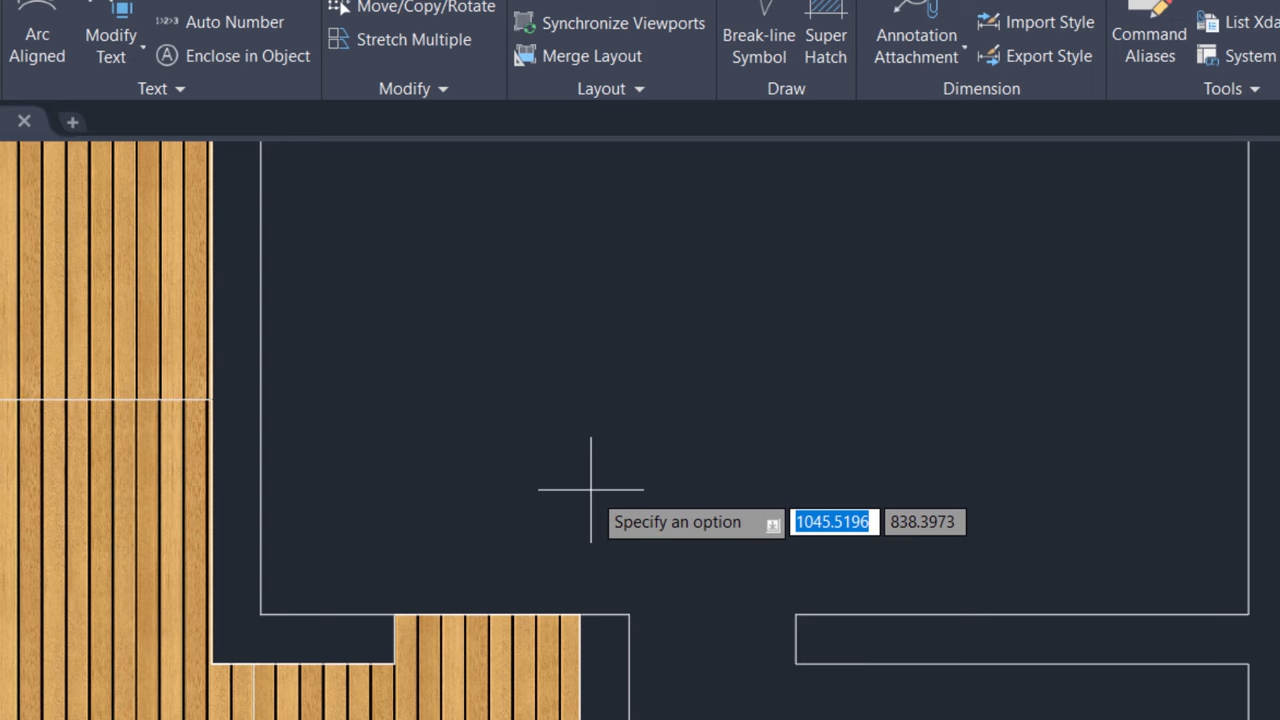 Arc Aligned
Modify Text
Auto Number
Enclose in Object
Text
Move/Copy/Rotate
Stretch Multiple
Modify
Synchronize Viewports
Merge Layout
Layout
Break-line Symbol
Super Hatch
Draw
Annotation Attachment
Import Style
Export Style
Dimension
Command Aliases
List Xda
System
Tools
Specify an option 1045.5196 838.3973